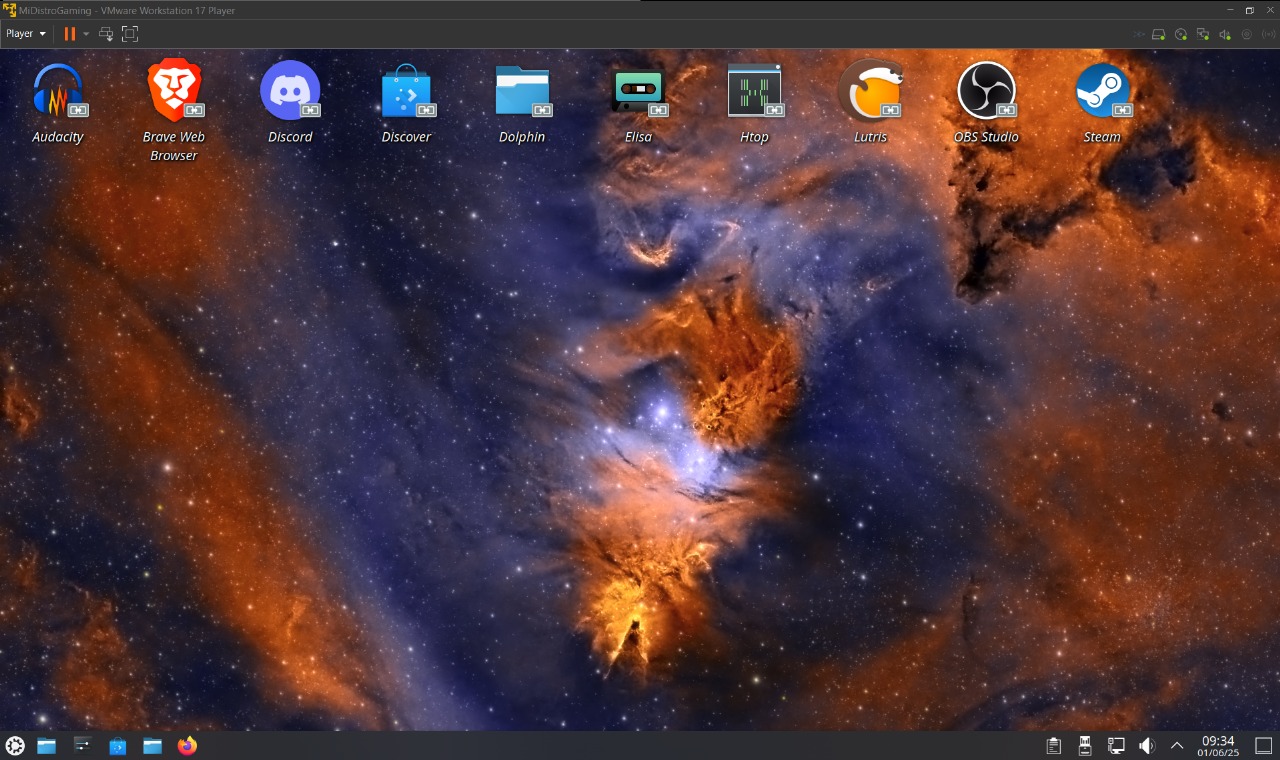 MiDistroGaming - VMware Workstation 17 Player
Player
Audacity
Brave Web
Browser
Discord
Discover
Dolphin
Elisa
Htop
Lutris
OBS Studio
Steam
09:34
01/06/25